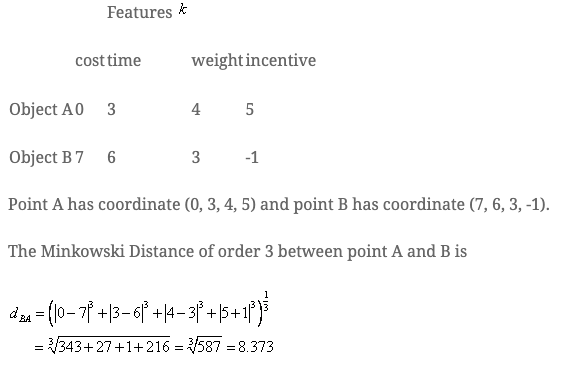 Features k
cost time weight incentive
Object A 0 3 4 5
Object B 7 6 3 -1
Point A has coordinate (0, 3, 4, 5) and point B has coordinate (7, 6, 3, -1).
The Minkowski Distance of order 3 between point A and B is
d_BA = (|0 − 7|³ + |3 − 6|³ + |4 − 3|³ + |5 + 1|³)^(1/3)
= ∛(343 + 27 + 1 + 216) = ∛587 = 8.373